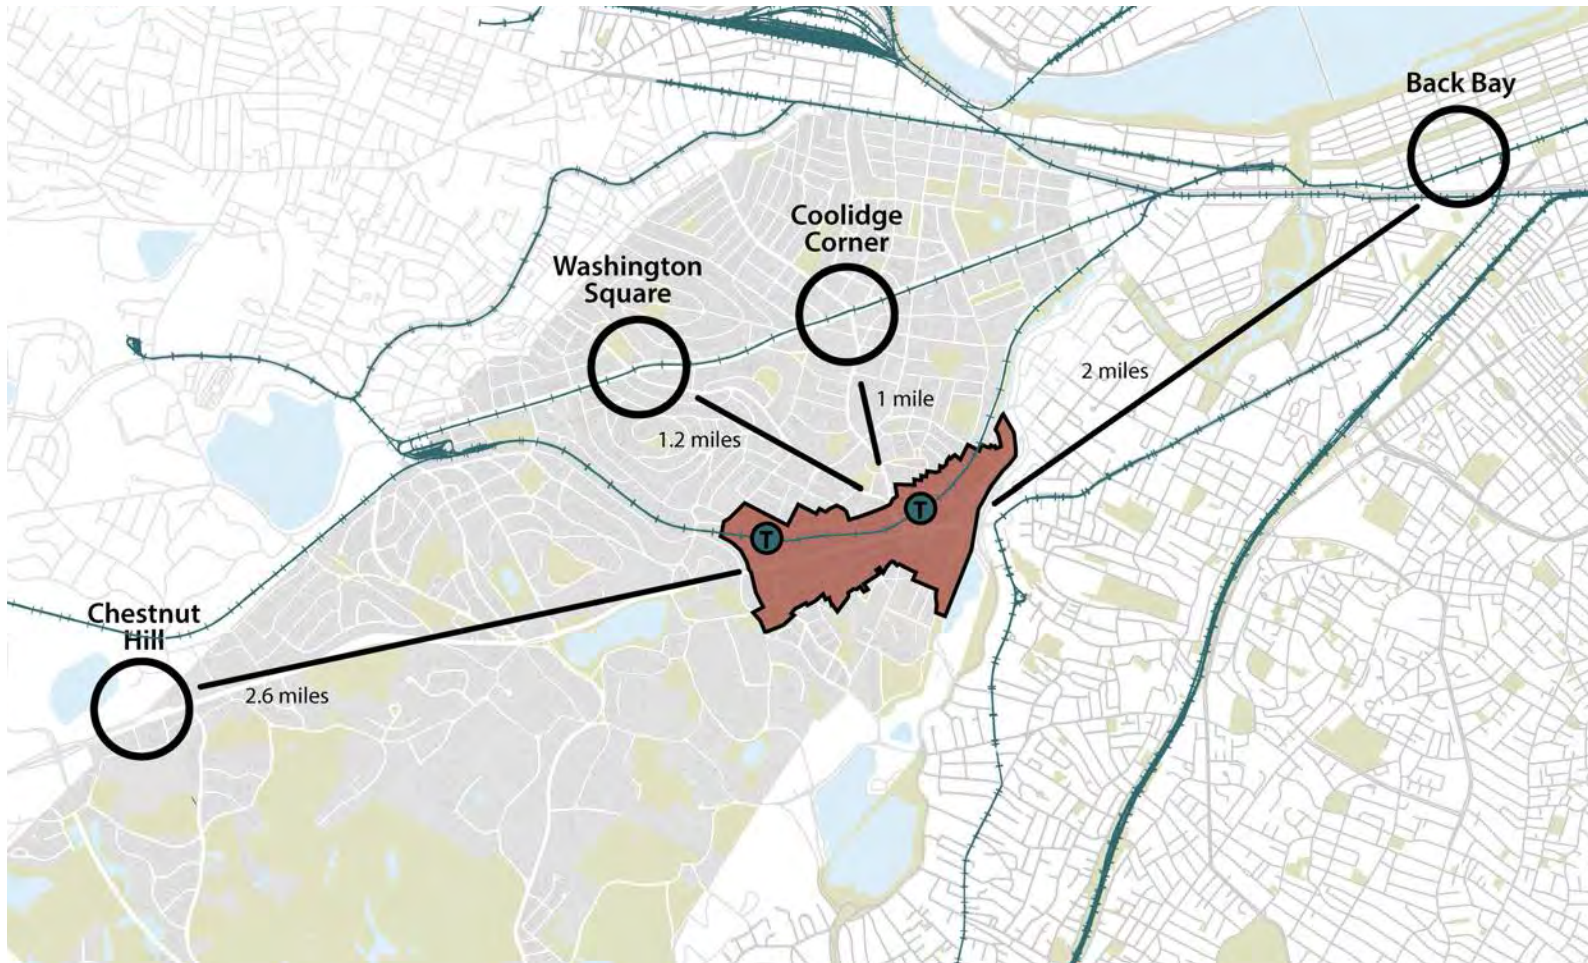 Back Bay
Coolidge
Corner
Washington
Square
2 miles
1 mile
1.2 miles
T
T
Chestnut
Hill
2.6 miles